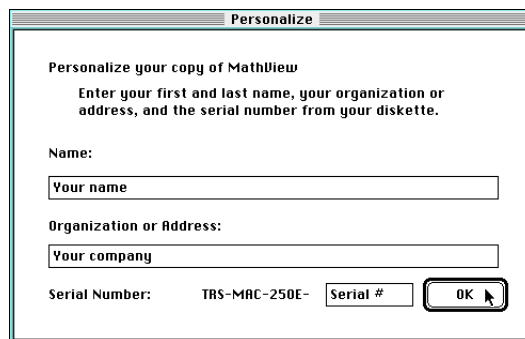 Personalize
Personalize your copy of MathView
Enter your first and last name, your organization or
address, and the serial number from your diskette.
Name:
Your name
Organization or Address:
Your company
Serial Number: TRS-MAC-250E- Serial # OK